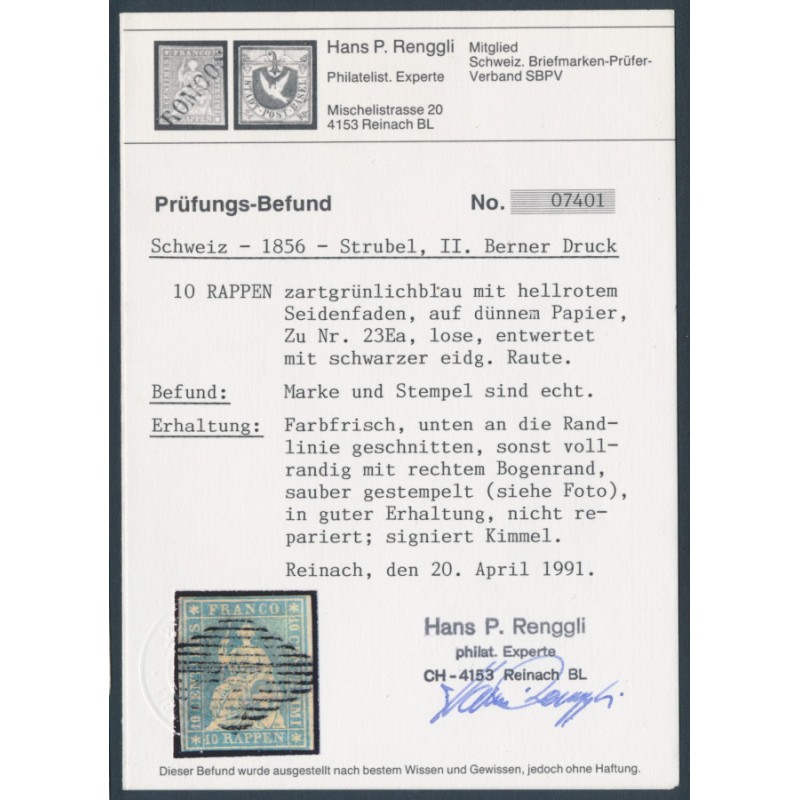 Hans P. Renggli
Philatelist. Experte
Mischelistrasse 20
4153 Reinach BL
Mitglied
Schweiz. Briefmarken-Prüfer-
Verband SBPV
FRANCO
RAPPEN
STADT-POST-BASEL
Prüfungs-Befund No. 07401
Schweiz - 1856 - Strubel, II. Berner Druck
10 RAPPEN zartgrünlichblau mit hellrotem
Seidenfaden, auf dünnem Papier,
Zu Nr. 23Ea, lose, entwertet
mit schwarzer eidg. Raute.
Befund: Marke und Stempel sind echt.
Erhaltung: Farbfrisch, unten an die Rand-
linie geschnitten, sonst voll-
randig mit rechtem Bogenrand,
sauber gestempelt (siehe Foto),
in guter Erhaltung, nicht re-
pariert; signiert Kimmel.
Reinach, den 20. April 1991.
FRANCO
10 RAPPEN
Hans P. Renggli
philat. Experte
CH-4153 Reinach BL
Dieser Befund wurde ausgestellt nach bestem Wissen und Gewissen, jedoch ohne Haftung.